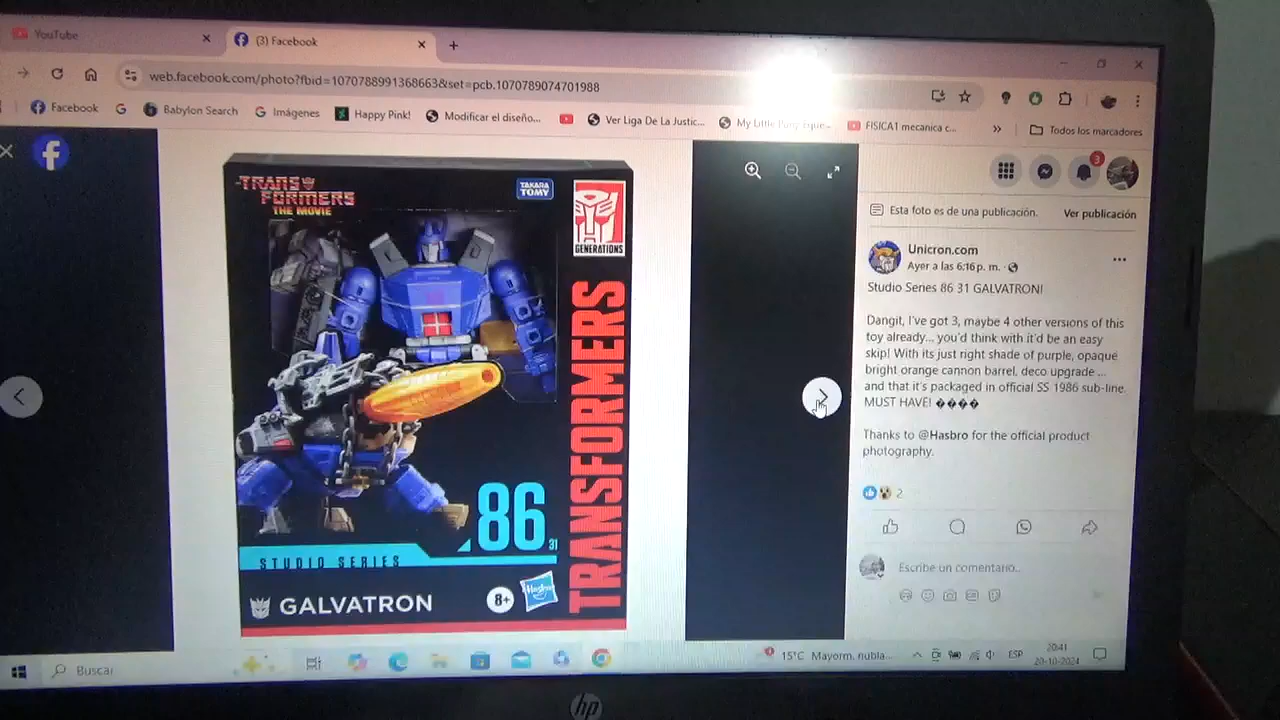 YouTube
(3) Facebook
web.facebook.com/photo?fbid=1070788991368663&set=pcb.1070789074701988
Facebook
Babylon Search
Imágenes
Happy Pink!
Modificar el diseño...
Ver Liga De La Justic...
My Little Pony Eque...
FISICA1 mecanica c...
Todos los marcadores
3
Esta foto es de una publicación.
Ver publicación
Unicron.com
Ayer a las 6:16 p. m. ·
Studio Series 86 31 GALVATRON!
Dangit, I've got 3, maybe 4 other versions of this
toy already... you'd think with it'd be an easy
skip! With its just right shade of purple, opaque
bright orange cannon barrel, deco upgrade ...
and that it's packaged in official SS 1986 sub-line.
MUST HAVE! ����
Thanks to @Hasbro for the official product
photography.
2
Escribe un comentario...
TRANSFORMERS
THE MOVIE
TAKARA
TOMY
GENERATIONS
TRANSFORMERS
86
31
STUDIO SERIES
GALVATRON
8+
Hasbro
Buscar
15°C Mayorm. nubla...
ESP
20:41
20-10-2024
hp